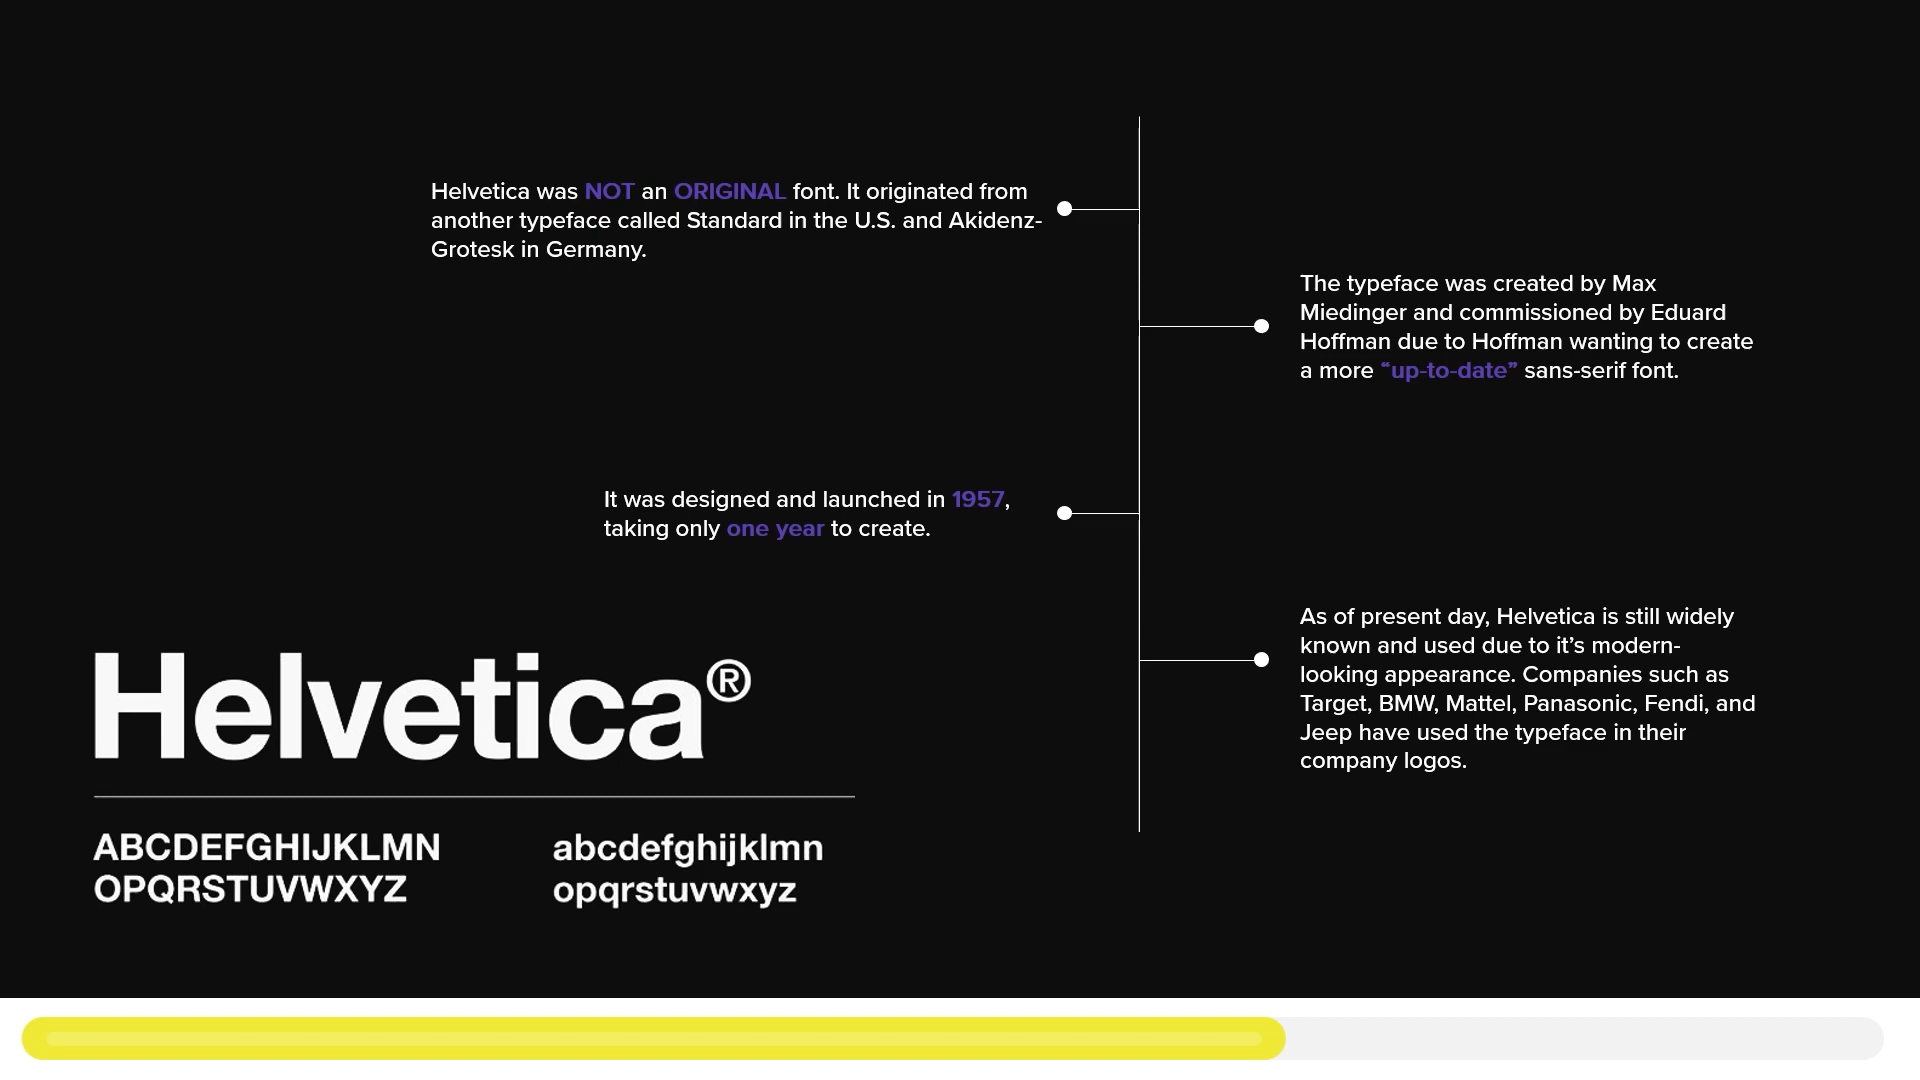 Helvetica was NOT an ORIGINAL font. It originated from
another typeface called Standard in the U.S. and Akidenz-
Grotesk in Germany.
The typeface was created by Max
Miedinger and commissioned by Eduard
Hoffman due to Hoffman wanting to create
a more “up-to-date” sans-serif font.
It was designed and launched in 1957,
taking only one year to create.
As of present day, Helvetica is still widely
known and used due to it’s modern-
looking appearance. Companies such as
Target, BMW, Mattel, Panasonic, Fendi, and
Jeep have used the typeface in their
company logos.
Helvetica®
ABCDEFGHIJKLMN
OPQRSTUVWXYZ
abcdefghijklmn
opqrstuvwxyz